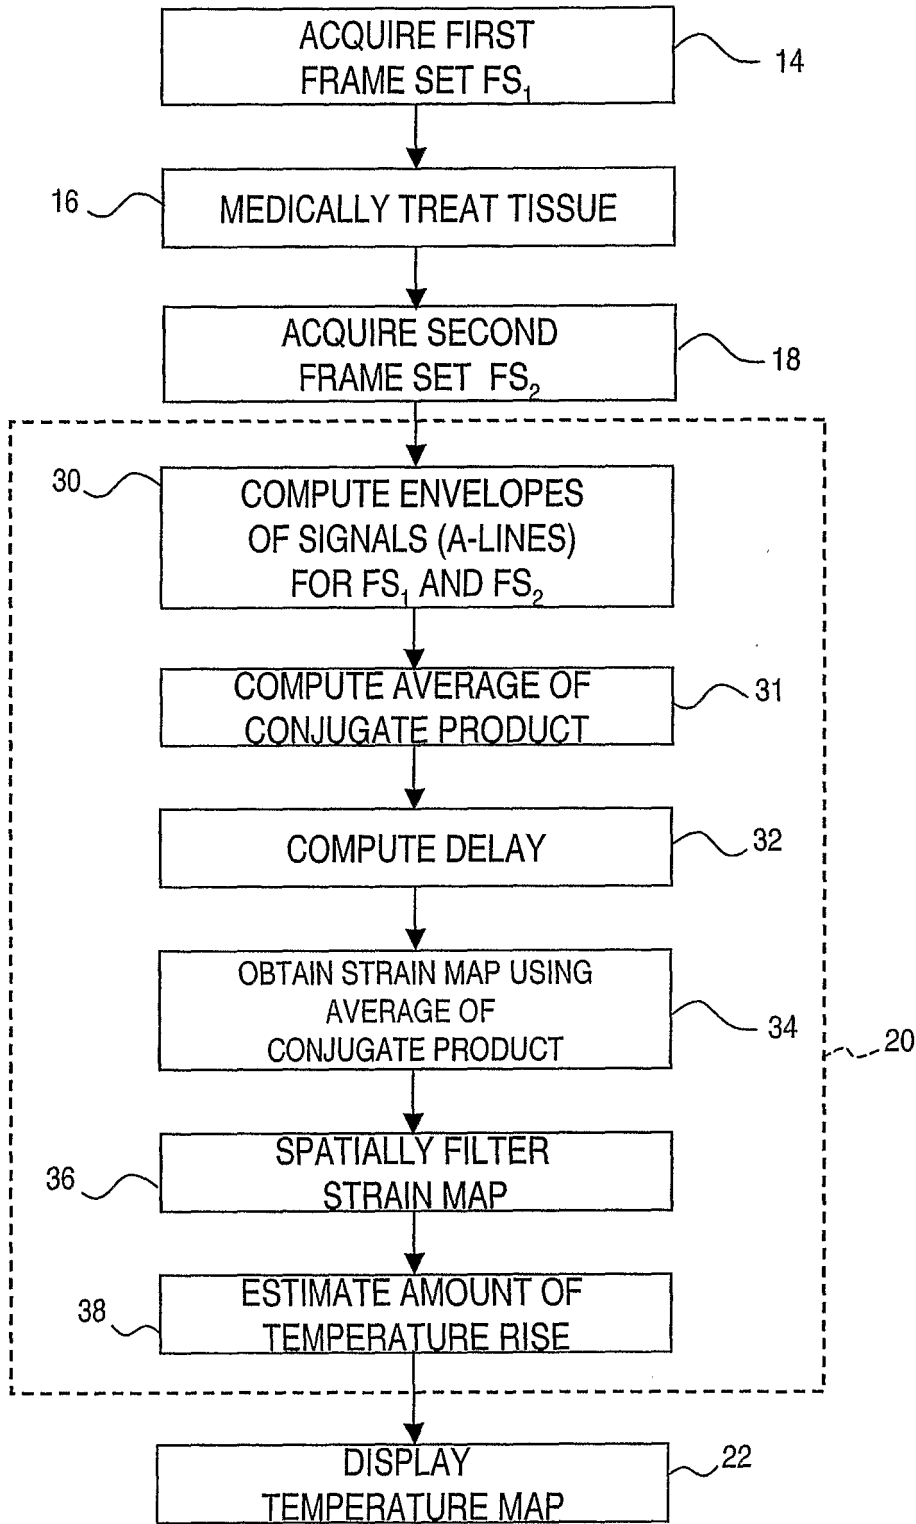 ACQUIRE FIRST
FRAME SET FS₁
14
16
MEDICALLY TREAT TISSUE
ACQUIRE SECOND
FRAME SET FS₂
18
30
COMPUTE ENVELOPES
OF SIGNALS (A-LINES)
FOR FS₁ AND FS₂
COMPUTE AVERAGE OF
CONJUGATE PRODUCT
31
COMPUTE DELAY
32
OBTAIN STRAIN MAP USING
AVERAGE OF
CONJUGATE PRODUCT
34
20
SPATIALLY FILTER
STRAIN MAP
36
ESTIMATE AMOUNT OF
TEMPERATURE RISE
38
DISPLAY
TEMPERATURE MAP
22